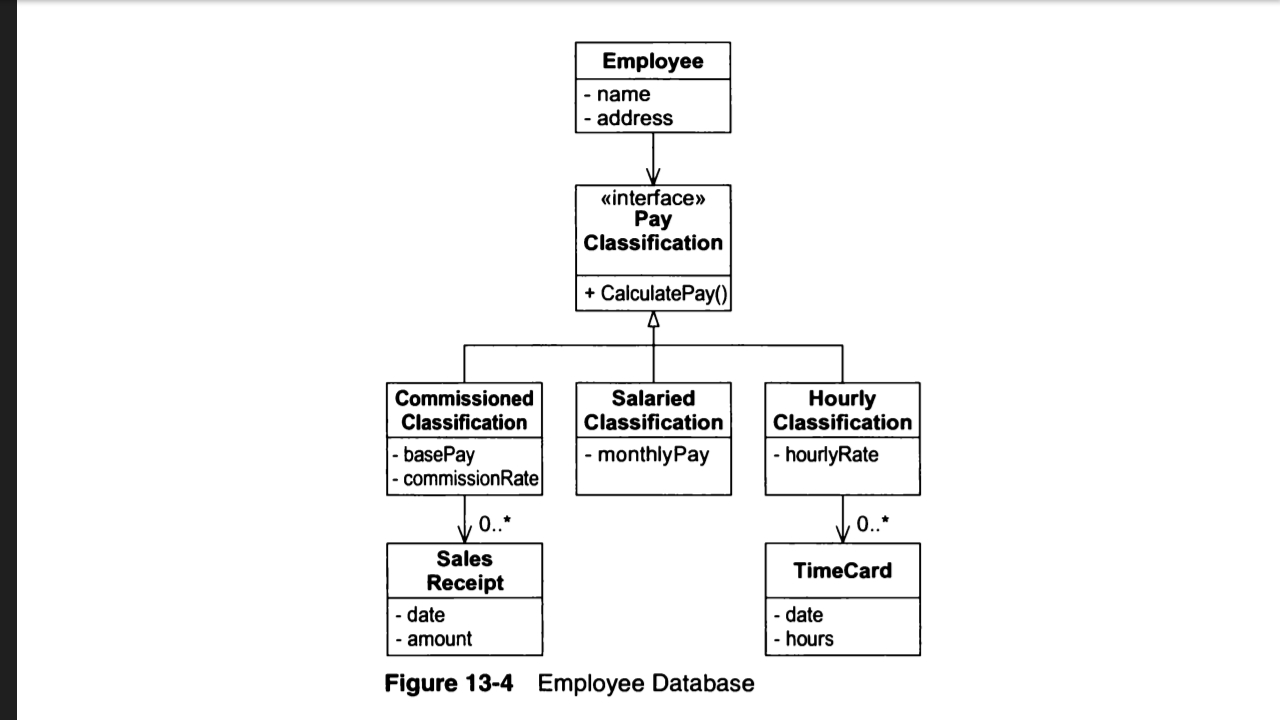 Employee
- name
- address
«interface»
Pay
Classification
+ CalculatePay()
Commissioned
Classification
- basePay
- commissionRate
Salaried
Classification
- monthlyPay
Hourly
Classification
- hourlyRate
0..*
0..*
Sales
Receipt
- date
- amount
TimeCard
- date
- hours
Figure 13-4 Employee Database